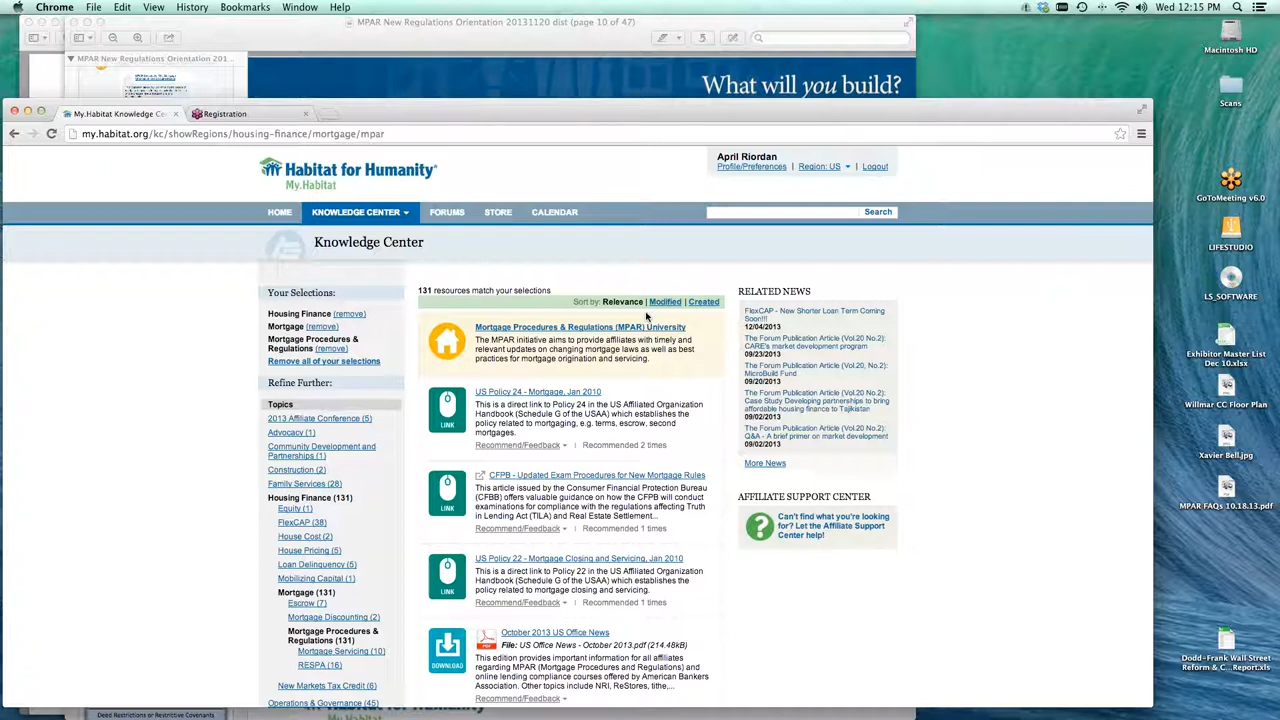 Chrome File Edit View History Bookmarks Window Help Wed 12:15 PM
MPAR New Regulations Orientation 20131120 dist (page 10 of 47)
MPAR New Regulations Orientation 201...
What will you build?
My.Habitat Knowledge Ce
Registration
my.habitat.org/kc/showRegions/housing-finance/mortgage/mpar
Habitat for Humanity®
My.Habitat
April Riordan
Profile/Preferences | Region: US | Logout
HOME KNOWLEDGE CENTER FORUMS STORE CALENDAR Search
Knowledge Center
Your Selections:
Housing Finance (remove)
Mortgage (remove)
Mortgage Procedures &
Regulations (remove)
Remove all of your selections
Refine Further:
Topics
2013 Affiliate Conference (5)
Advocacy (1)
Community Development and
Partnerships (1)
Construction (2)
Family Services (28)
Housing Finance (131)
Equity (1)
FlexCAP (38)
House Cost (2)
House Pricing (5)
Loan Delinquency (5)
Mobilizing Capital (1)
Mortgage (131)
Escrow (7)
Mortgage Discounting (2)
Mortgage Procedures &
Regulations (131)
Mortgage Servicing (10)
RESPA (16)
New Markets Tax Credit (6)
Operations & Governance (45)
131 resources match your selections
Sort by: Relevance | Modified | Created
Mortgage Procedures & Regulations (MPAR) University
The MPAR initiative aims to provide affiliates with timely and
relevant updates on changing mortgage laws as well as best
practices for mortgage origination and servicing.
LINK
US Policy 24 - Mortgage, Jan 2010
This is a direct link to Policy 24 in the US Affiliated Organization
Handbook (Schedule G of the USAA) which establishes the
policy related to mortgaging, e.g. terms, escrow, second
mortgages.
Recommend/Feedback | Recommended 2 times
LINK
CFPB - Updated Exam Procedures for New Mortgage Rules
This article issued by the Consumer Financial Protection Bureau
(CFBB) offers valuable guidance on how the CFPB will conduct
examinations for compliance with the regulations affecting Truth
in Lending Act (TILA) and Real Estate Settlement...
Recommend/Feedback | Recommended 1 times
LINK
US Policy 22 - Mortgage Closing and Servicing, Jan 2010
This is a direct link to Policy 22 in the US Affiliated Organization
Handbook (Schedule G of the USAA) which establishes the
policy related to mortgage closing and servicing.
Recommend/Feedback | Recommended 1 times
DOWNLOAD
October 2013 US Office News
File: US Office News - October 2013.pdf (214.48kB)
This edition provides important information for all affiliates
regarding MPAR (Mortgage Procedures and Regulations) and
online lending compliance courses offered by American Bankers
Association. Other topics include NRI, ReStores, tithe,...
Recommend/Feedback
RELATED NEWS
FlexCAP - New Shorter Loan Term Coming
Soon!!!
12/04/2013
The Forum Publication Article (Vol.20 No.2):
CARE's market development program
09/23/2013
The Forum Publication Article (Vol.20, No.2):
MicroBuild Fund
09/20/2013
The Forum Publication Article (Vol.20 No.2):
Case Study Developing partnerships to bring
affordable housing finance to Tajikistan
09/02/2013
The Forum Publication Article (Vol.20 No.2):
Q&A - A brief primer on market development
09/02/2013
More News
AFFILIATE SUPPORT CENTER
Can't find what you're looking
for? Let the Affiliate Support
Center help!
Macintosh HD
Scans
GoToMeeting v6.0
LIFESTUDIO
LS_SOFTWARE
Exhibitor Master List
Dec 10.xlsx
Willmar CC Floor Plan
Xavier Bell.jpg
MPAR FAQs 10.18.13.pdf
Dodd-Frank Wall Street
Reform & C...Report.xls
Deed Restrictions or Restrictive Covenants
My.Habitat